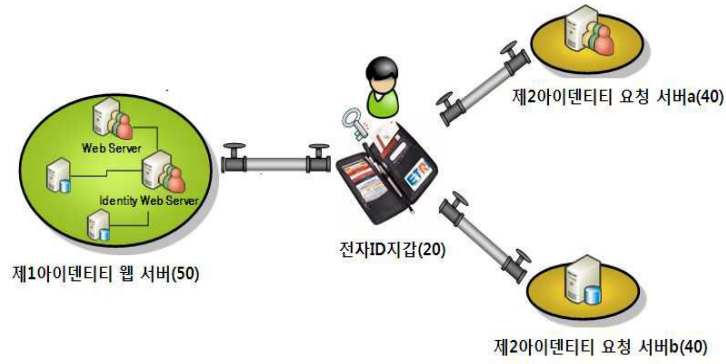 제2아이덴티티 요청 서버a(40)
Web Server
Identity Web Server
ETR
전자ID지갑(20)
제1아이덴티티 웹 서버(50)
제2아이덴티티 요청 서버b(40)